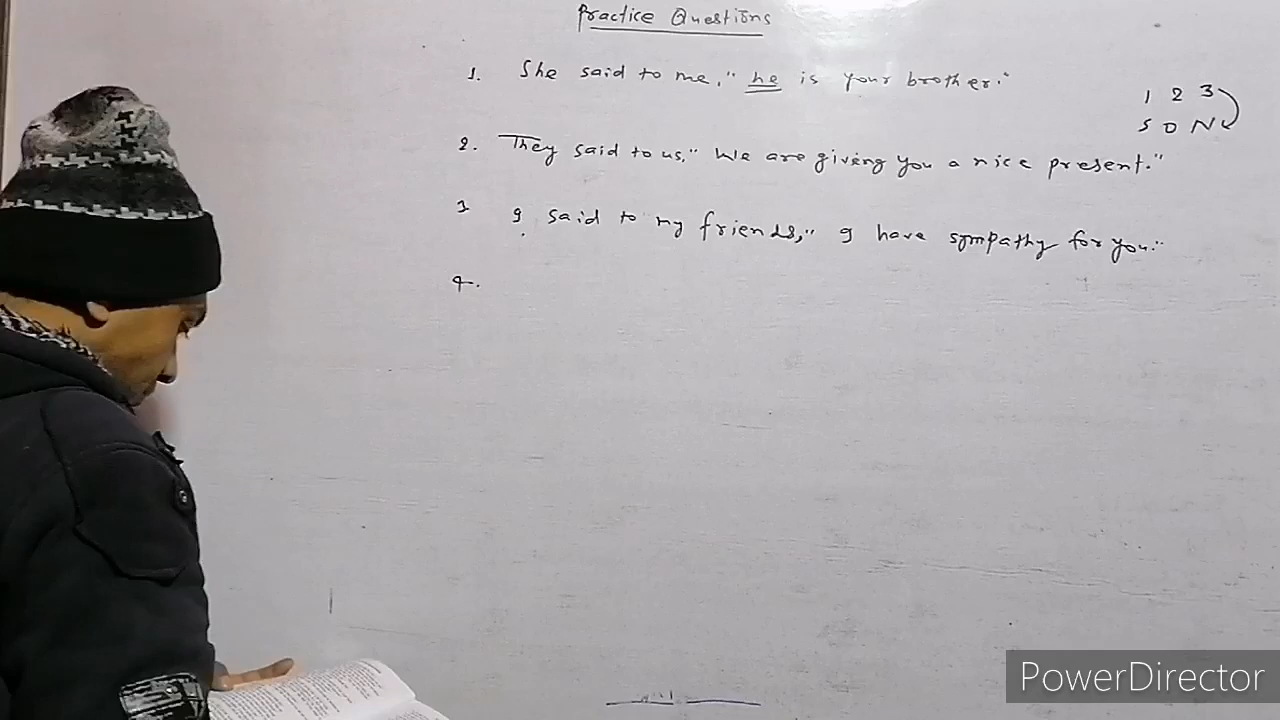 Practice Questions
1. She said to me," he is your brother."
1 2 3
S O N
2. They said to us," We are giving you a nice present."
3 I said to my friends," I have sympathy for you."
4.
PowerDirector